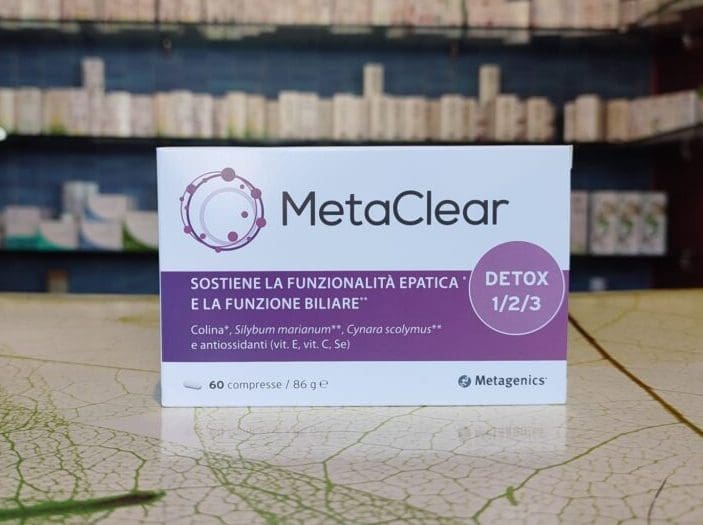 MetaClear
SOSTIENE LA FUNZIONALITÀ EPATICA*
E LA FUNZIONE BILIARE**
DETOX
1/2/3
Colina*, Silybum marianum**, Cynara scolymus**
e antiossidanti (vit. E, vit. C, Se)
60 compresse / 86 g ℮
Metagenics